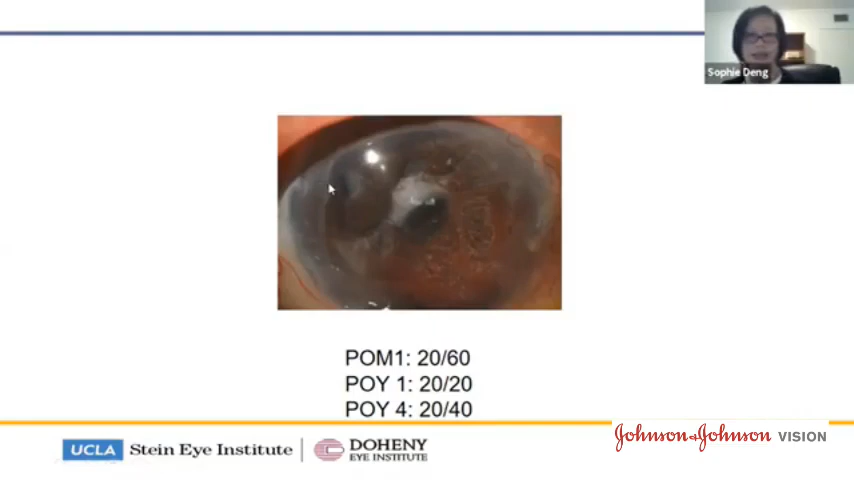 Sophie Deng
POM1: 20/60
POY 1: 20/20
POY 4: 20/40
UCLA Stein Eye Institute
DOHENY
EYE INSTITUTE
Johnson+Johnson VISION